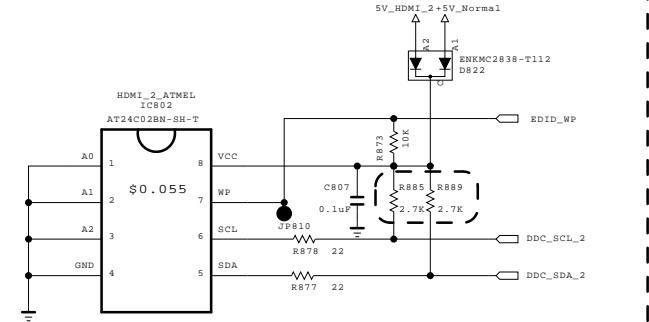 5V_HDMI_2 +5V_Normal
A2
A1
ENKMC2838-T112
D822
C
HDMI_2_ATMEL
IC802
AT24C02BN-SH-T
EDID_WP
R873
10K
A0
1
8
VCC
A1
2
$0.055
7
WP
C807
0.1uF
R885
R889
2.7K
2.7K
JP810
A2
3
6
SCL
R878 22
DDC_SCL_2
GND
4
5
SDA
R877 22
DDC_SDA_2